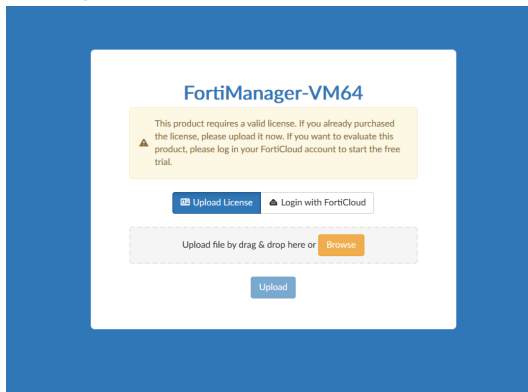 FortiManager-VM64
This product requires a valid license. If you already purchased
the license, please upload it now. If you want to evaluate this
product, please log in your FortiCloud account to start the free
trial.
Upload License Login with FortiCloud
Upload file by drag & drop here or Browse
Upload